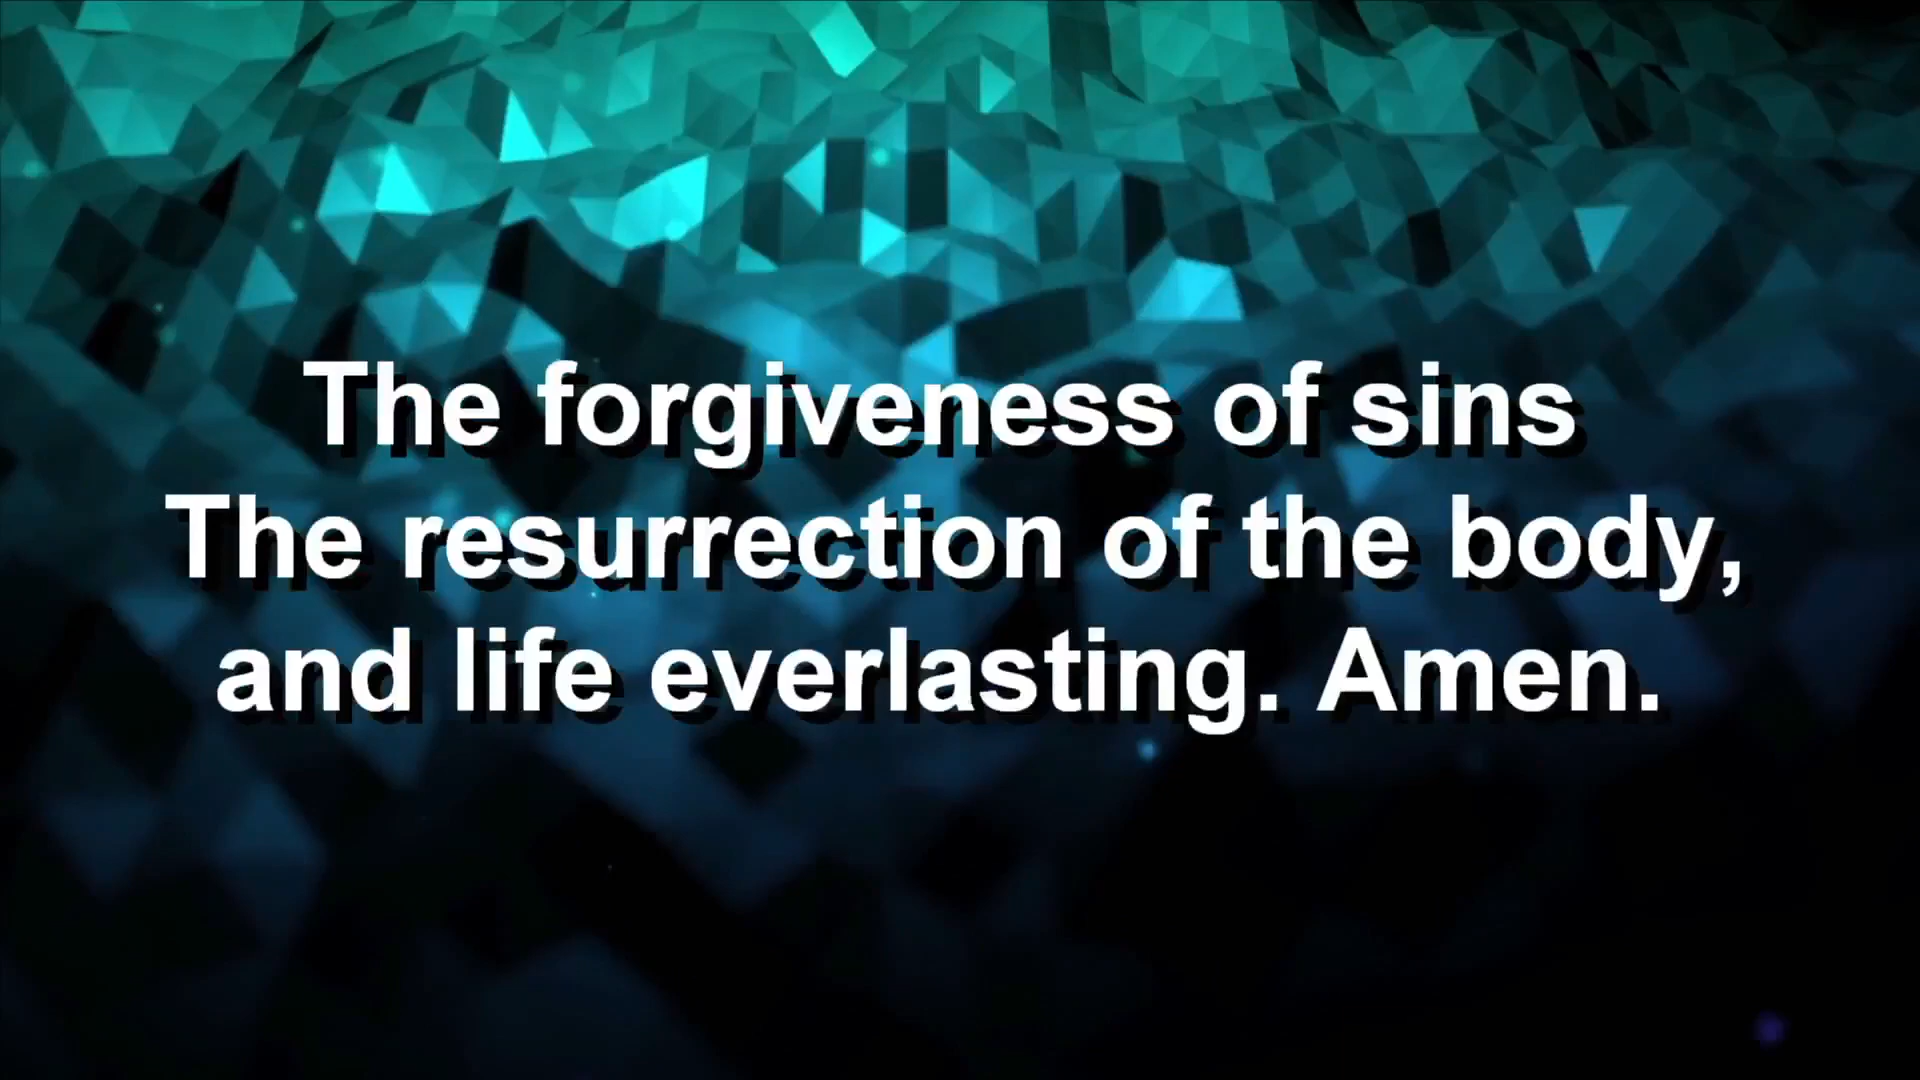 The forgiveness of sins
The resurrection of the body,
and life everlasting. Amen.